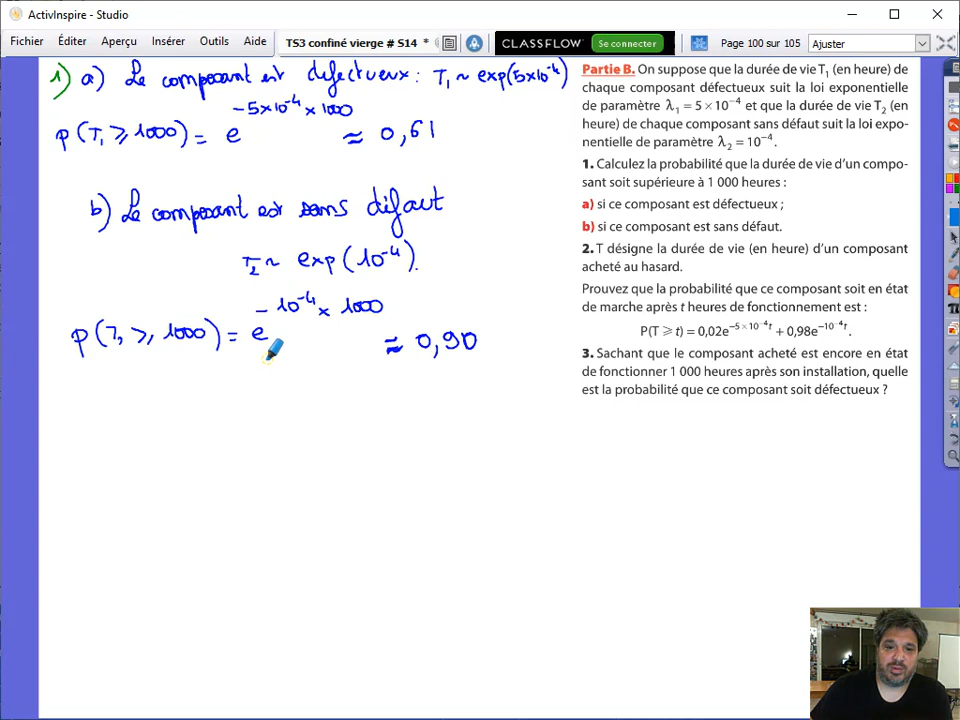 ActivInspire - Studio
Fichier Éditer Aperçu Insérer Outils Aide
TS3 confiné vierge # S14 *
CLASSFLOW Se connecter
Page 100 sur 105
Ajuster
1) a) Le composant est défectueux : T₁ ~ exp(5×10⁻⁴)
p(T₁ ⩾ 1000) = e^(-5×10⁻⁴ × 1000) ≈ 0,61
b) Le composant est sans défaut
T₂ ~ exp(10⁻⁴).
p(T₂ ⩾ 1000) = e^(-10⁻⁴ × 1000) ≈ 0,90
Partie B. On suppose que la durée de vie T₁ (en heure) de
chaque composant défectueux suit la loi exponentielle
de paramètre λ₁ = 5 × 10⁻⁴ et que la durée de vie T₂ (en
heure) de chaque composant sans défaut suit la loi expo-
nentielle de paramètre λ₂ = 10⁻⁴.
1. Calculez la probabilité que la durée de vie d'un compo-
sant soit supérieure à 1 000 heures :
a) si ce composant est défectueux ;
b) si ce composant est sans défaut.
2. T désigne la durée de vie (en heure) d'un composant
acheté au hasard.
Prouvez que la probabilité que ce composant soit en état
de marche après t heures de fonctionnement est :
P(T ⩾ t) = 0,02e^(-5 × 10⁻⁴t) + 0,98e^(-10⁻⁴t).
3. Sachant que le composant acheté est encore en état
de fonctionner 1 000 heures après son installation, quelle
est la probabilité que ce composant soit défectueux ?